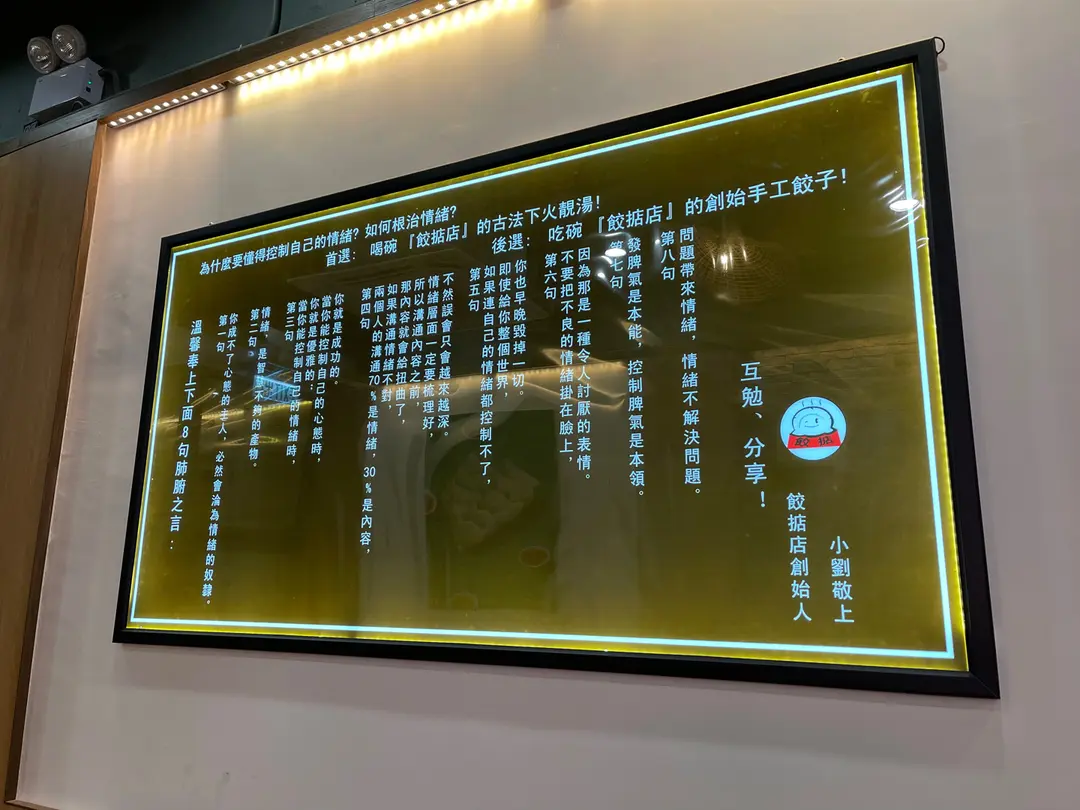 為什麼要懂得控制自己的情緒?如何根治情緒?
首選: 喝碗『餃掂店』的古法下火靚湯!
後選: 吃碗『餃掂店』的創始手工餃子!
溫馨奉上下面8句肺腑之言:
第一句
你成不了心態的主人,必然會淪為情緒的奴隸。
第二句
情緒,是智慧不夠的產物。
第三句
當你能控制自己的情緒時,
你就是優雅的;
當你能控制自己的心態時,
你就是成功的。
第四句
兩個人的溝通70%是情緒,30%是內容,
如果溝通情緒不對,
那內容就會給扭曲了,
所以溝通內容之前,
情緒層面一定要梳理好,
不然誤會只會越來越深。
第五句
如果連自己的情緒都控制不了,
即使給你整個世界,
你也早晚毀掉一切。
第六句
不要把不良的情緒掛在臉上,
因為那是一種令人討厭的表情。
第七句
發脾氣是本能,控制脾氣是本領。
第八句
問題帶來情緒,情緒不解決問題。
互勉、分享!
餃掂
餃掂店創始人
小劉敬上